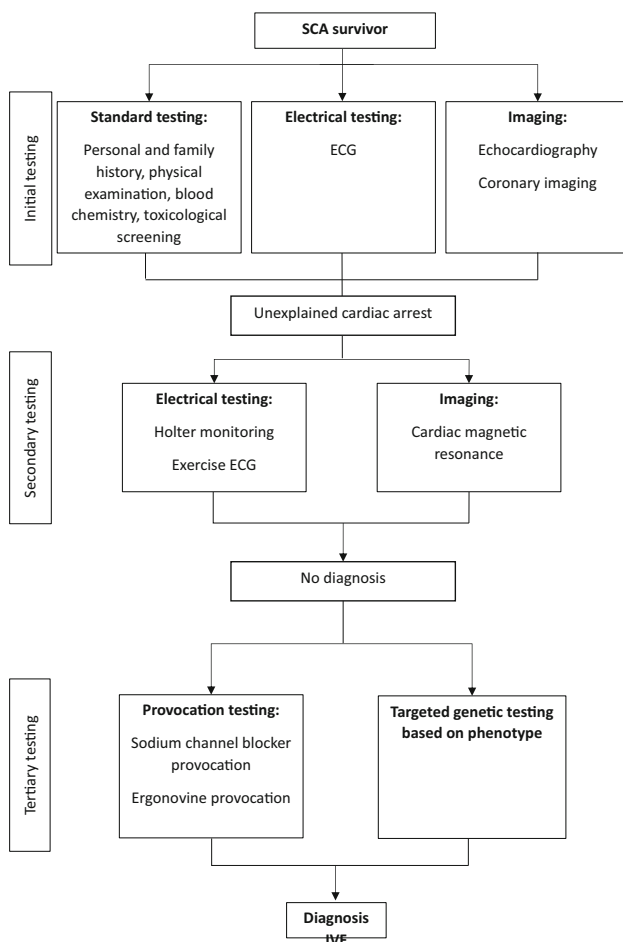 SCA survivor
Initial testing
Standard testing:
Personal and family
history, physical
examination, blood
chemistry, toxicological
screening
Electrical testing:
ECG
Imaging:
Echocardiography
Coronary imaging
Unexplained cardiac arrest
Secondary testing
Electrical testing:
Holter monitoring
Exercise ECG
Imaging:
Cardiac magnetic
resonance
No diagnosis
Tertiary testing
Provocation testing:
Sodium channel blocker
provocation
Ergonovine provocation
Targeted genetic testing
based on phenotype
Diagnosis
IVF